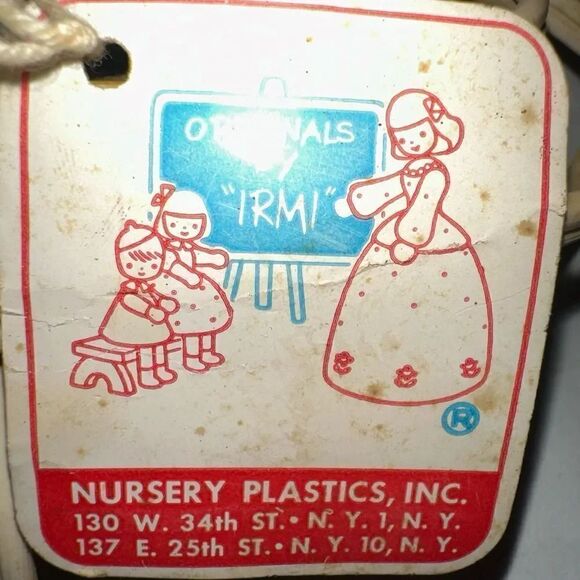 "IRMI"
®
NURSERY PLASTICS, INC.
130 W. 34th ST. • N. Y. 1, N. Y.
137 E. 25th ST. • N. Y. 10, N. Y.